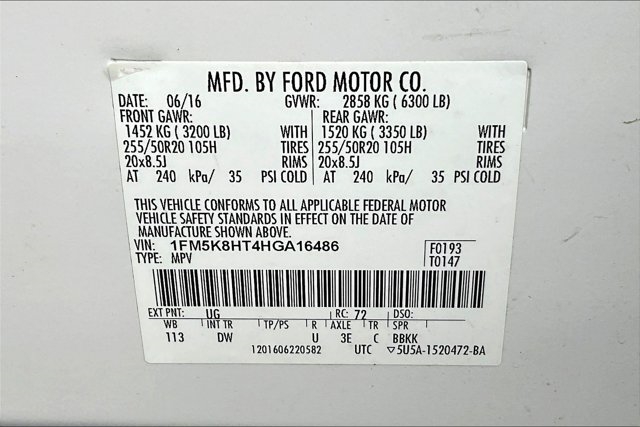 MFD. BY FORD MOTOR CO.
DATE: 06/16 GVWR: 2858 KG ( 6300 LB)
FRONT GAWR: REAR GAWR:
1452 KG ( 3200 LB) WITH 1520 KG ( 3350 LB) WITH
255/50R20 105H TIRES 255/50R20 105H TIRES
20x8.5J RIMS 20x8.5J RIMS
AT 240 kPa/ 35 PSI COLD AT 240 kPa/ 35 PSI COLD
THIS VEHICLE CONFORMS TO ALL APPLICABLE FEDERAL MOTOR
VEHICLE SAFETY STANDARDS IN EFFECT ON THE DATE OF
MANUFACTURE SHOWN ABOVE.
VIN: 1FM5K8HT4HGA16486 F0193
TYPE: MPV T0147
EXT PNT: UG RC: 72 DSO:
WB INT TR TP/PS R AXLE TR SPR
113 DW U 3E C BBKK
1201606220582 UTC ▽5U5A-1520472-BA